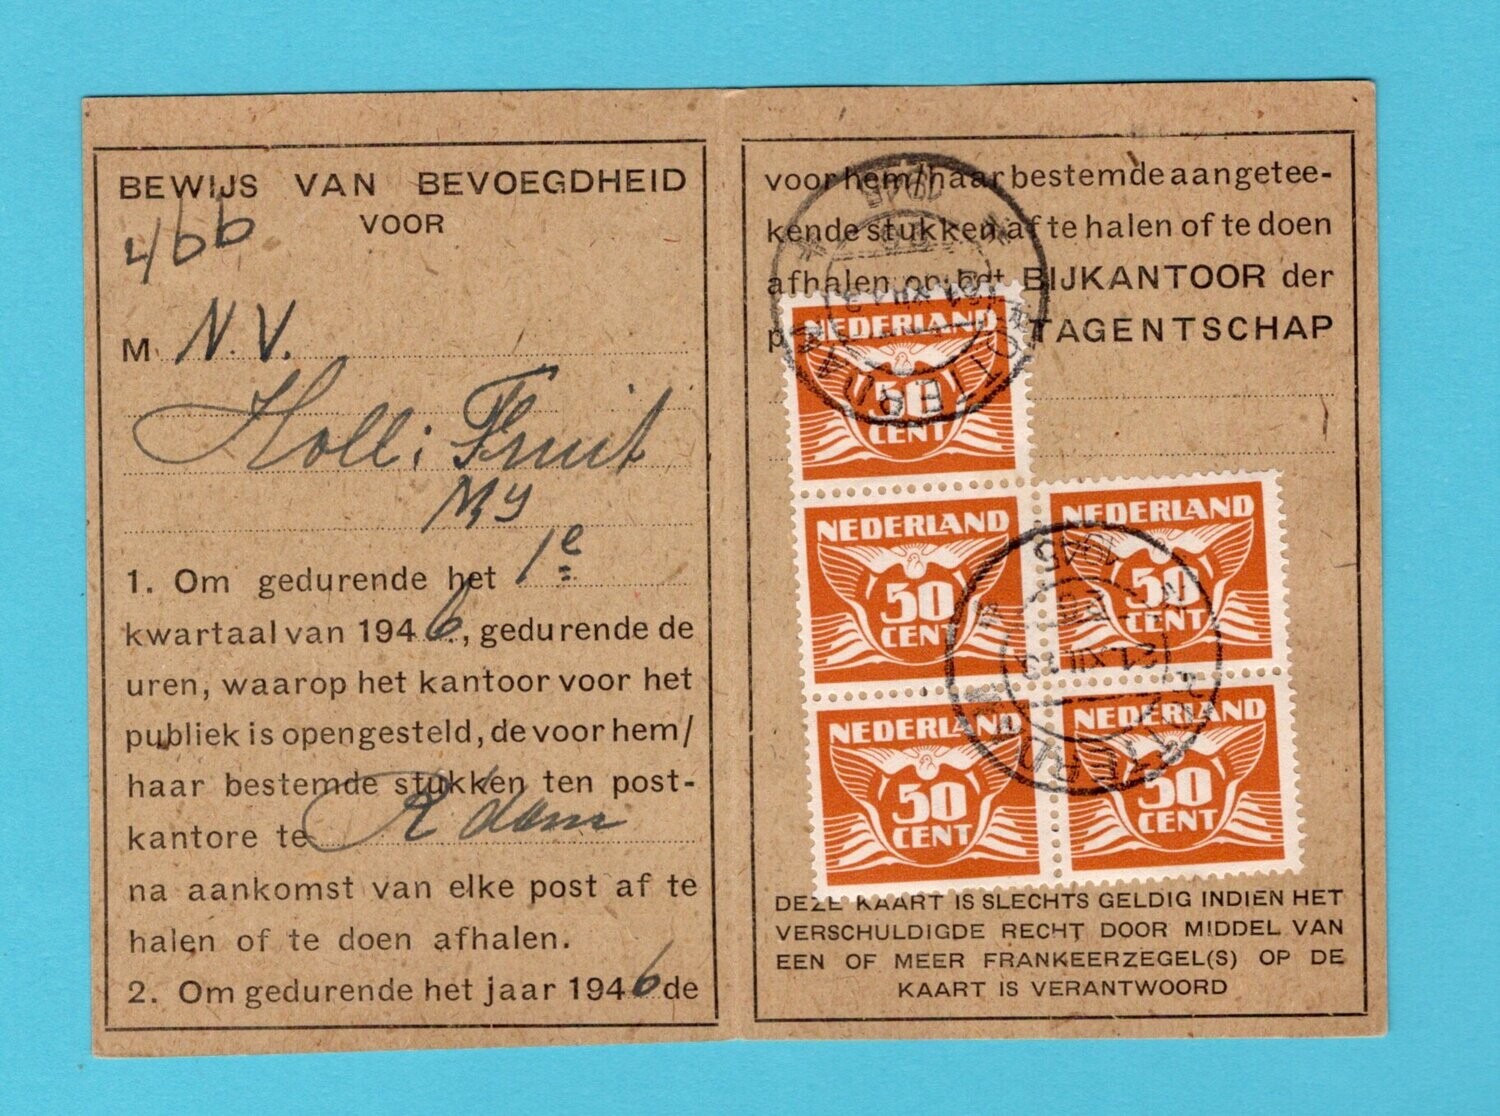 BEWIJS VAN BEVOEGDHEID
VOOR
466
M N.V.
Holl: Fruit
My
1. Om gedurende het 1e
kwartaal van 1946, gedurende de
uren, waarop het kantoor voor het
publiek is opengesteld, de voor hem/
haar bestemde stukken ten post-
kantore te Rdam
na aankomst van elke post af te
halen of te doen afhalen.
2. Om gedurende het jaar 1946 de
voor hem/haar bestemde aangetee-
kende stukken af te halen of te doen
afhalen op het BIJKANTOOR der
TAGENTSCHAP
NEDERLAND
50
CENT
NEDERLAND
50
CENT
NEDERLAND
50
CENT
NEDERLAND
50
CENT
NEDERLAND
50
CENT
21.XII.13
1945
DEZE KAART IS SLECHTS GELDIG INDIEN HET
VERSCHULDIGDE RECHT DOOR MIDDEL VAN
EEN OF MEER FRANKEERZEGEL(S) OP DE
KAART IS VERANTWOORD